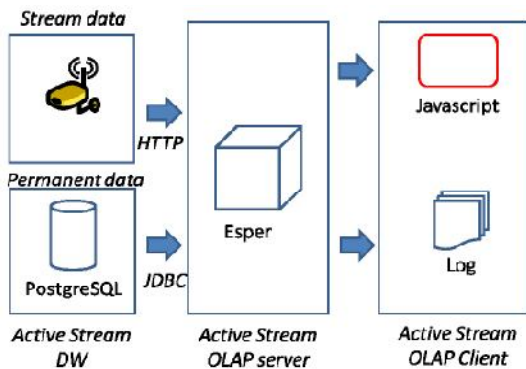 Stream data
HTTP
Permanent data
PostgreSQL
JDBC
Active Stream
DW
Esper
Active Stream
OLAP server
Javascript
Log
Active Stream
OLAP Client